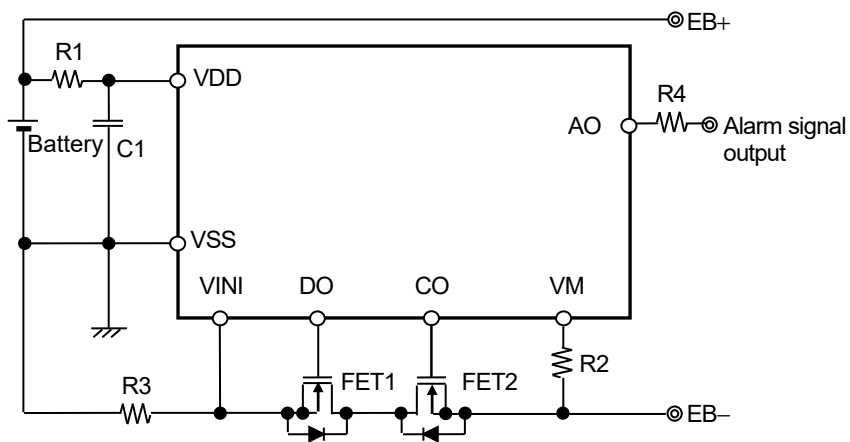 EB+
R1
VDD
R4
AO
Alarm signal
output
Battery
C1
VSS
VINI
DO
CO
VM
R3
FET1
FET2
R2
EB−